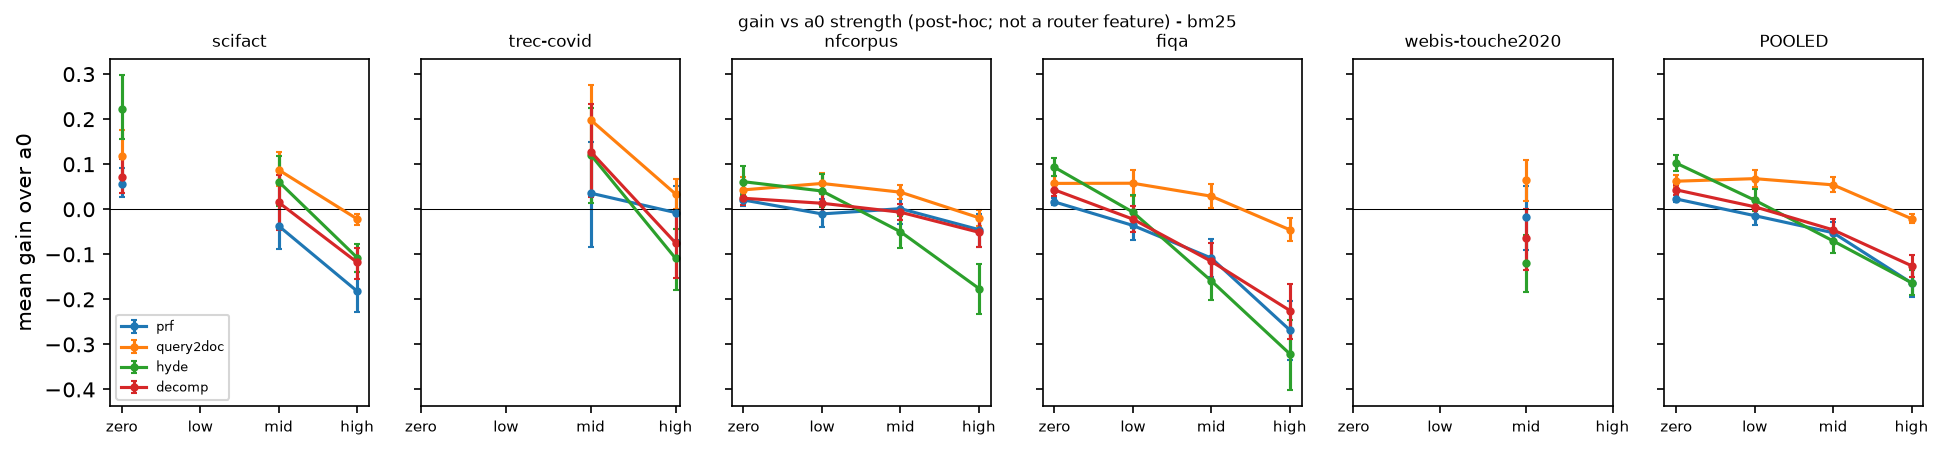 gain vs a0 strength (post-hoc; not a router feature) - bm25
scifact
trec-covid
nfcorpus
fiqa
webis-touche2020
POOLED
mean gain over a0
0.3
0.2
0.1
0.0
−0.1
−0.2
−0.3
−0.4
prf
query2doc
hyde
decomp
zero low mid high
zero low mid high
zero low mid high
zero low mid high
zero low mid high
zero low mid high